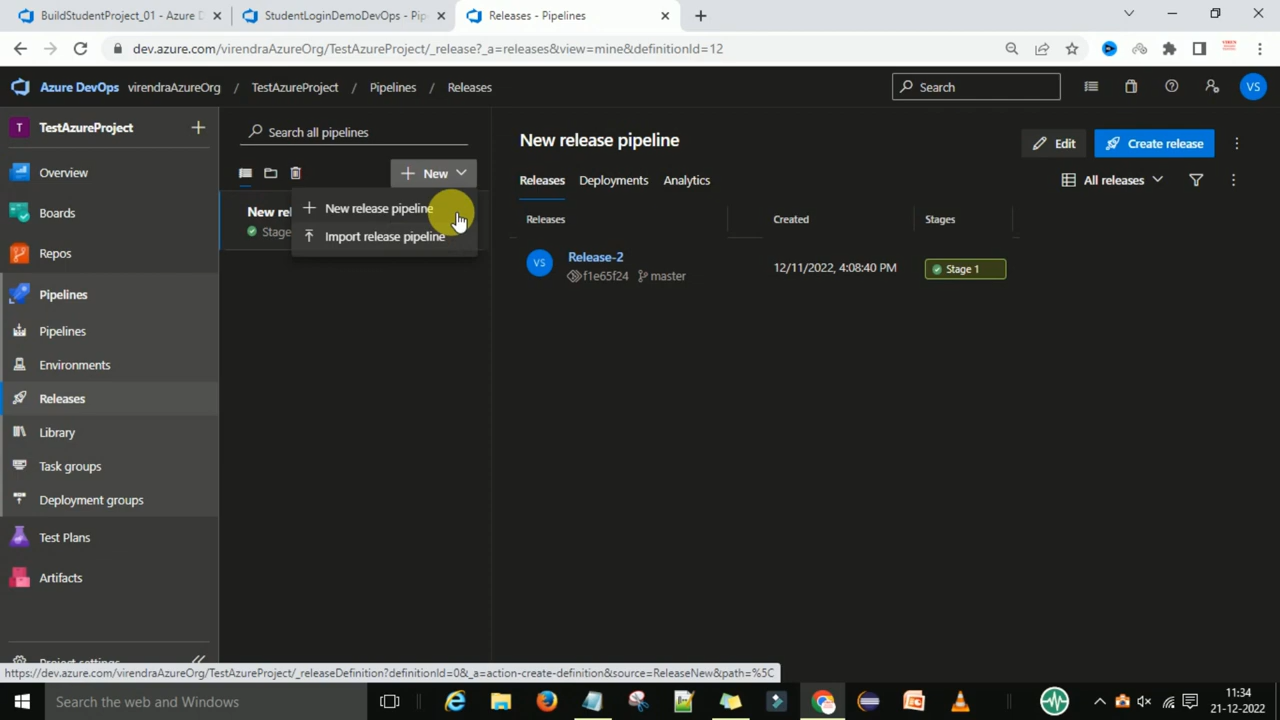 BuildStudentProject_01 - Azure D
StudentLoginDemoDevOps - Pip
Releases - Pipelines
dev.azure.com/virendraAzureOrg/TestAzureProject/_release?_a=releases&view=mine&definitionId=12
Azure DevOps virendraAzureOrg / TestAzureProject / Pipelines / Releases
Search
VS
T TestAzureProject
Overview
Boards
Repos
Pipelines
Pipelines
Environments
Releases
Library
Task groups
Deployment groups
Test Plans
Artifacts
Project settings
Search all pipelines
New
New rel
Stage
New release pipeline
Import release pipeline
New release pipeline
Edit
Create release
Releases Deployments Analytics
All releases
Releases Created Stages
VS Release-2 12/11/2022, 4:08:40 PM Stage 1
f1e65f24 master
https://dev.azure.com/virendraAzureOrg/TestAzureProject/_releaseDefinition?definitionId=0&_a=action-create-definition&source=ReleaseNew&path=%5C
Search the web and Windows
11:34
21-12-2022